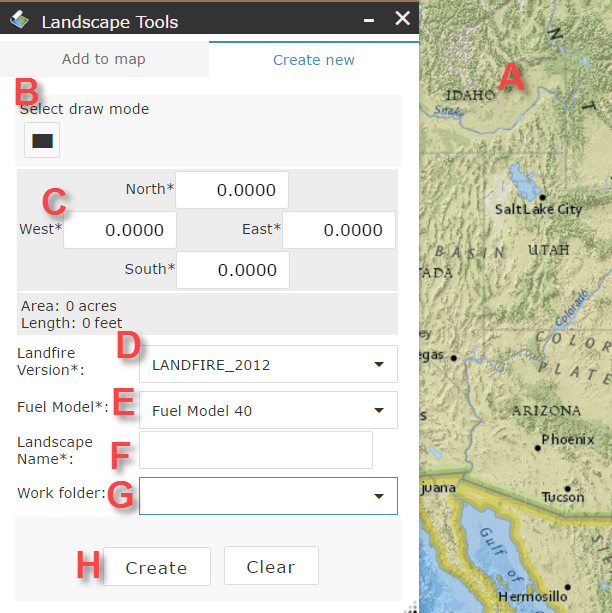 Landscape Tools
Add to map
Create new
B
Select draw mode
C
North* 0.0000
West* 0.0000 East* 0.0000
South* 0.0000
Area: 0 acres
Length: 0 feet
D
Landfire
Version*: LANDFIRE_2012
Fuel Model*: E Fuel Model 40
Landscape
Name*: F
Work folder: G
H Create Clear
A
IDAHO
Snake
N
T
Salt Lake City
BASIN
UTAH
ADA
Colorado
COLOR
PLATE
ey
egas
ARIZONA
s
Phoenix
juana
Tucson
Gulf of
Hermosillo